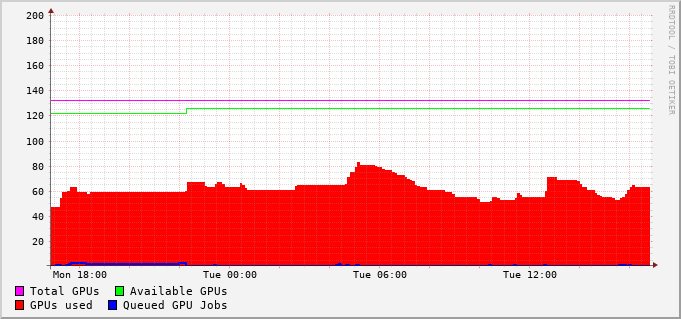 200
180
160
140
120
100
80
60
40
20
Mon 18:00 Tue 00:00 Tue 06:00 Tue 12:00
Total GPUs Available GPUs
GPUs used Queued GPU Jobs
RRDTOOL / TOBI OETIKER